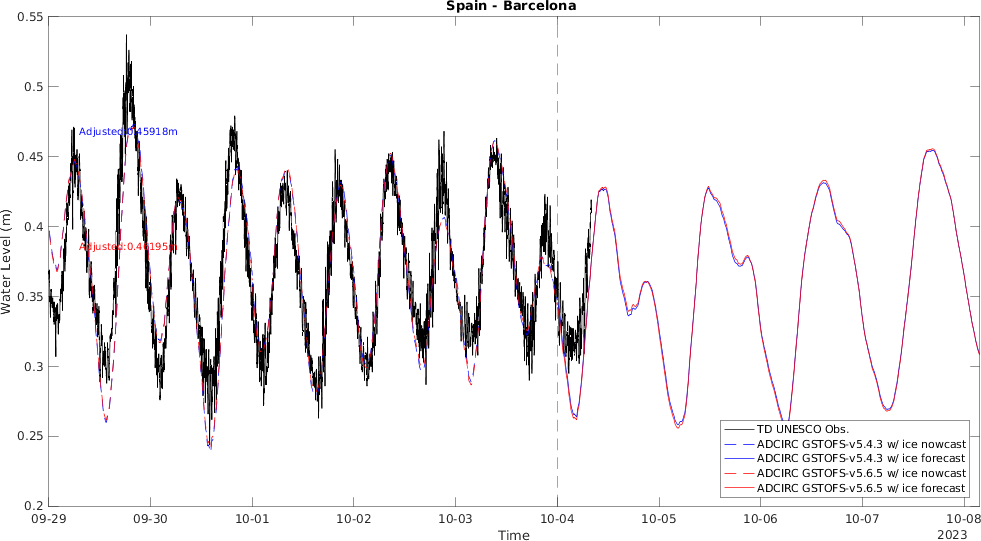 Spain - Barcelona
0.55
0.5
0.45
0.4
0.35
0.3
0.25
0.2
Water Level (m)
Adjusted:0.45918m
Adjusted:0.46195m
TD UNESCO Obs.
ADCIRC GSTOFS-v5.4.3 w/ ice nowcast
ADCIRC GSTOFS-v5.4.3 w/ ice forecast
ADCIRC GSTOFS-v5.6.5 w/ ice nowcast
ADCIRC GSTOFS-v5.6.5 w/ ice forecast
09-29 09-30 10-01 10-02 10-03 10-04 10-05 10-06 10-07 10-08
Time
2023